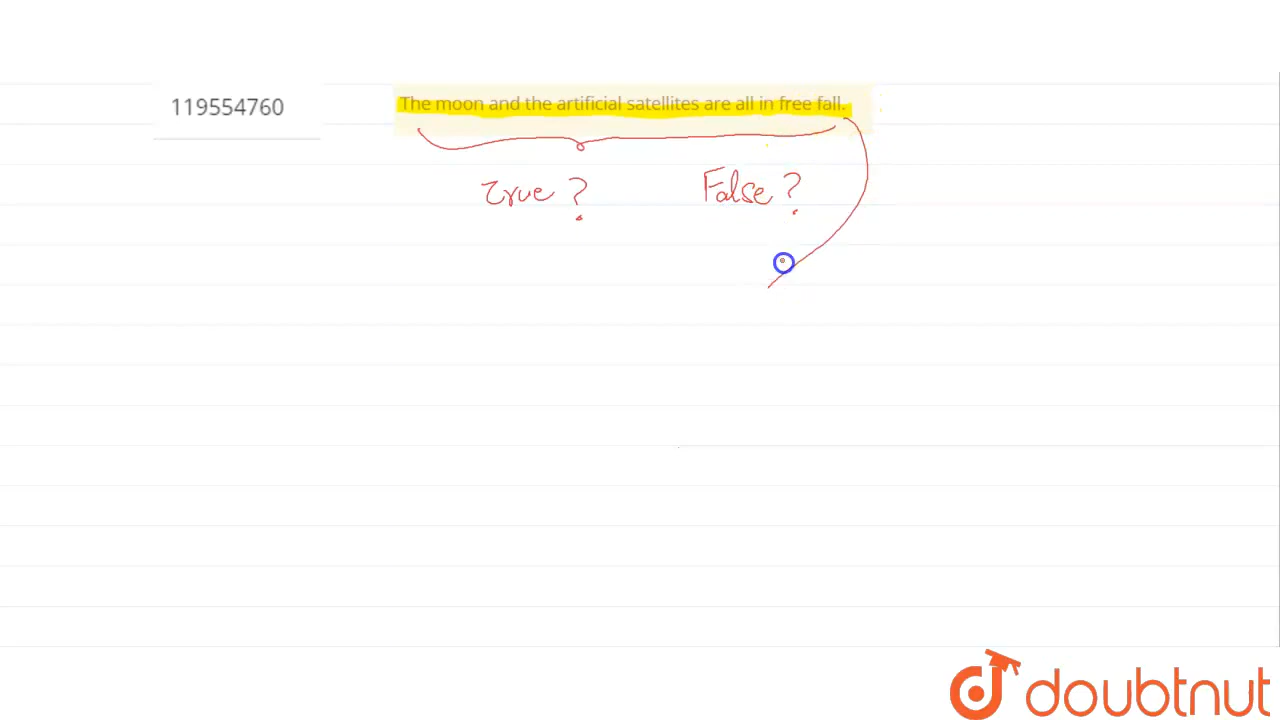 119554760
The moon and the artificial satellites are all in free fall.
True ? False ?
doubtnut